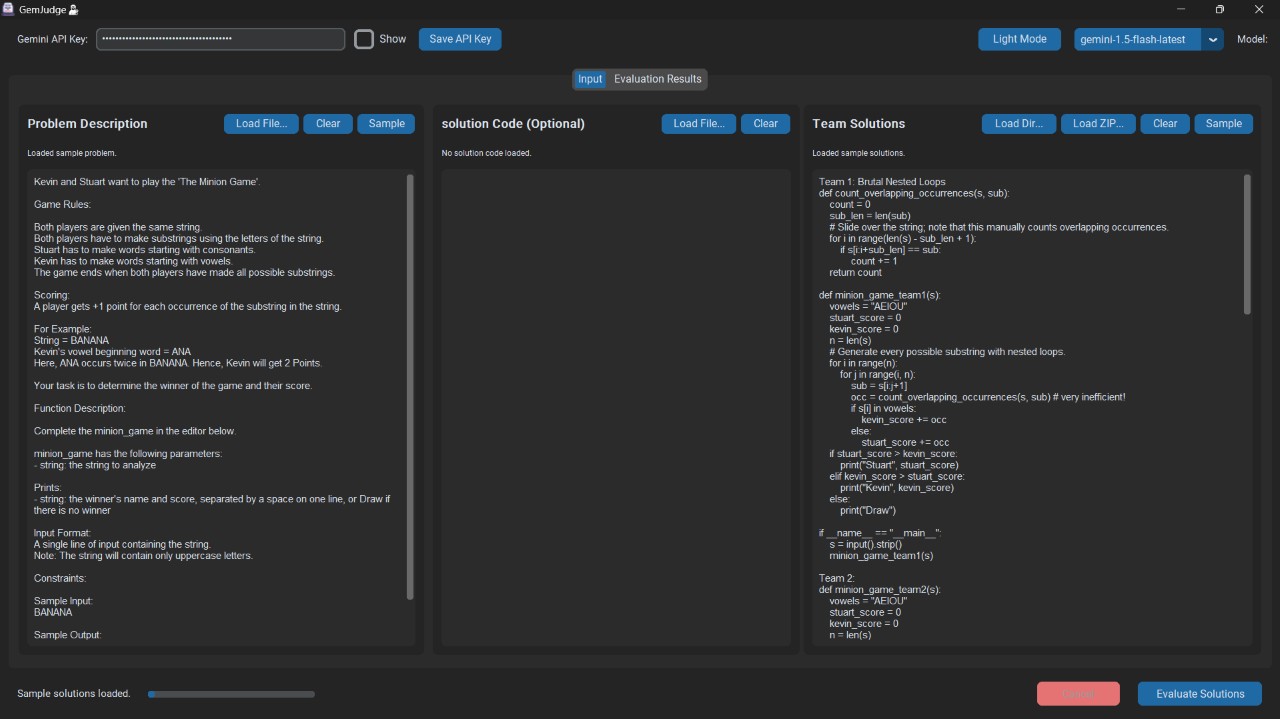 GemJudge
Gemini API Key:
Show
Save API Key
Light Mode
gemini-1.5-flash-latest
Model:
Input
Evaluation Results
Problem Description
Load File...
Clear
Sample
Loaded sample problem.
Kevin and Stuart want to play the 'The Minion Game'.
Game Rules:
Both players are given the same string.
Both players have to make substrings using the letters of the string.
Stuart has to make words starting with consonants.
Kevin has to make words starting with vowels.
The game ends when both players have made all possible substrings.
Scoring:
A player gets +1 point for each occurrence of the substring in the string.
For Example:
String = BANANA
Kevin's vowel beginning word = ANA
Here, ANA occurs twice in BANANA. Hence, Kevin will get 2 Points.
Your task is to determine the winner of the game and their score.
Function Description:
Complete the minion_game in the editor below.
minion_game has the following parameters:
- string: the string to analyze
Prints:
- string: the winner's name and score, separated by a space on one line, or Draw if
there is no winner
Input Format:
A single line of input containing the string.
Note: The string will contain only uppercase letters.
Constraints:
Sample Input:
BANANA
Sample Output:
solution Code (Optional)
Load File...
Clear
No solution code loaded.
Team Solutions
Load Dir...
Load ZIP...
Clear
Sample
Loaded sample solutions.
Team 1: Brutal Nested Loops
def count_overlapping_occurrences(s, sub):
count = 0
sub_len = len(sub)
# Slide over the string; note that this manually counts overlapping occurrences.
for i in range(len(s) - sub_len + 1):
if s[i:i+sub_len] == sub:
count += 1
return count
def minion_game_team1(s):
vowels = "AEIOU"
stuart_score = 0
kevin_score = 0
n = len(s)
# Generate every possible substring with nested loops.
for i in range(n):
for j in range(i, n):
sub = s[i:j+1]
occ = count_overlapping_occurrences(s, sub) # very inefficient!
if s[i] in vowels:
kevin_score += occ
else:
stuart_score += occ
if stuart_score > kevin_score:
print("Stuart", stuart_score)
elif kevin_score > stuart_score:
print("Kevin", kevin_score)
else:
print("Draw")
if __name__ == "__main__":
s = input().strip()
minion_game_team1(s)
Team 2:
def minion_game_team2(s):
vowels = "AEIOU"
stuart_score = 0
kevin_score = 0
n = len(s)
Sample solutions loaded.
Evaluate Solutions